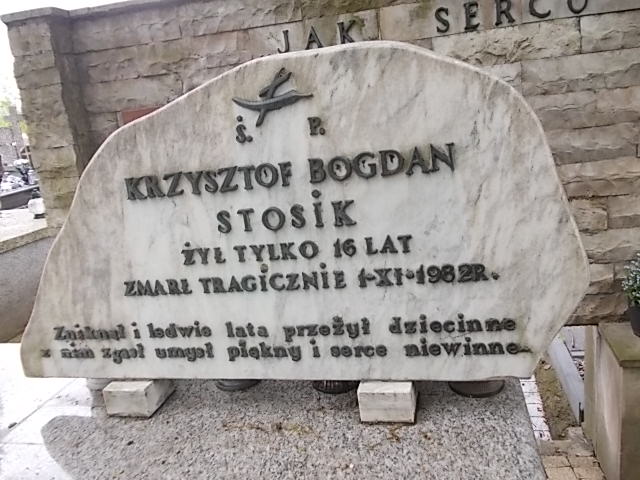 JAK SERCO
Ś. P.
KRZYSZTOF BOGDAN
STOSIK
ŻYŁ TYLKO 16 LAT
ZMARŁ TRAGICZNIE 1-XI-1982R.
Zniknął i ledwie lata przeżył dziecinne
z nim zgasł umysł piękny i serce niewinne